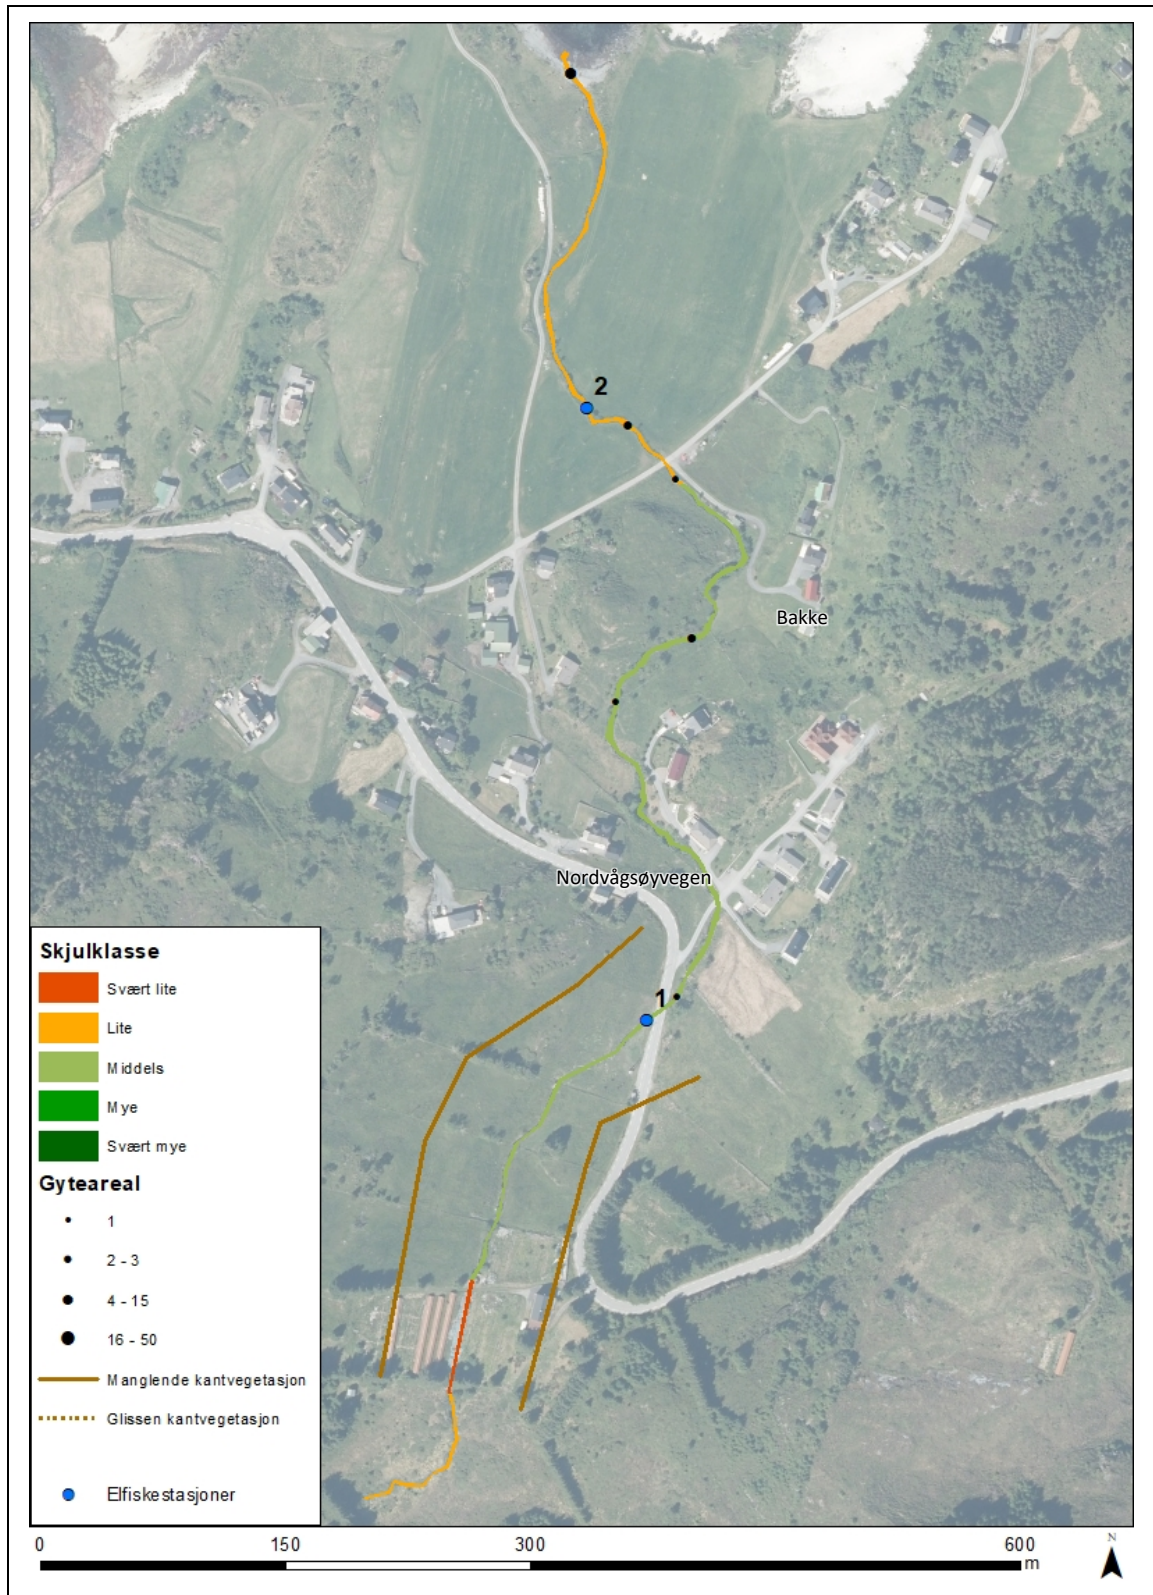 2
Bakke
Nordvågsøyvegen
1
Skjulklasse
Svært lite
Lite
Middels
Mye
Svært mye
Gyteareal
1
2 - 3
4 - 15
16 - 50
Manglende kantvegetasjon
Glissen kantvegetasjon
Elfiskestasjoner
0 150 300 600
m
N